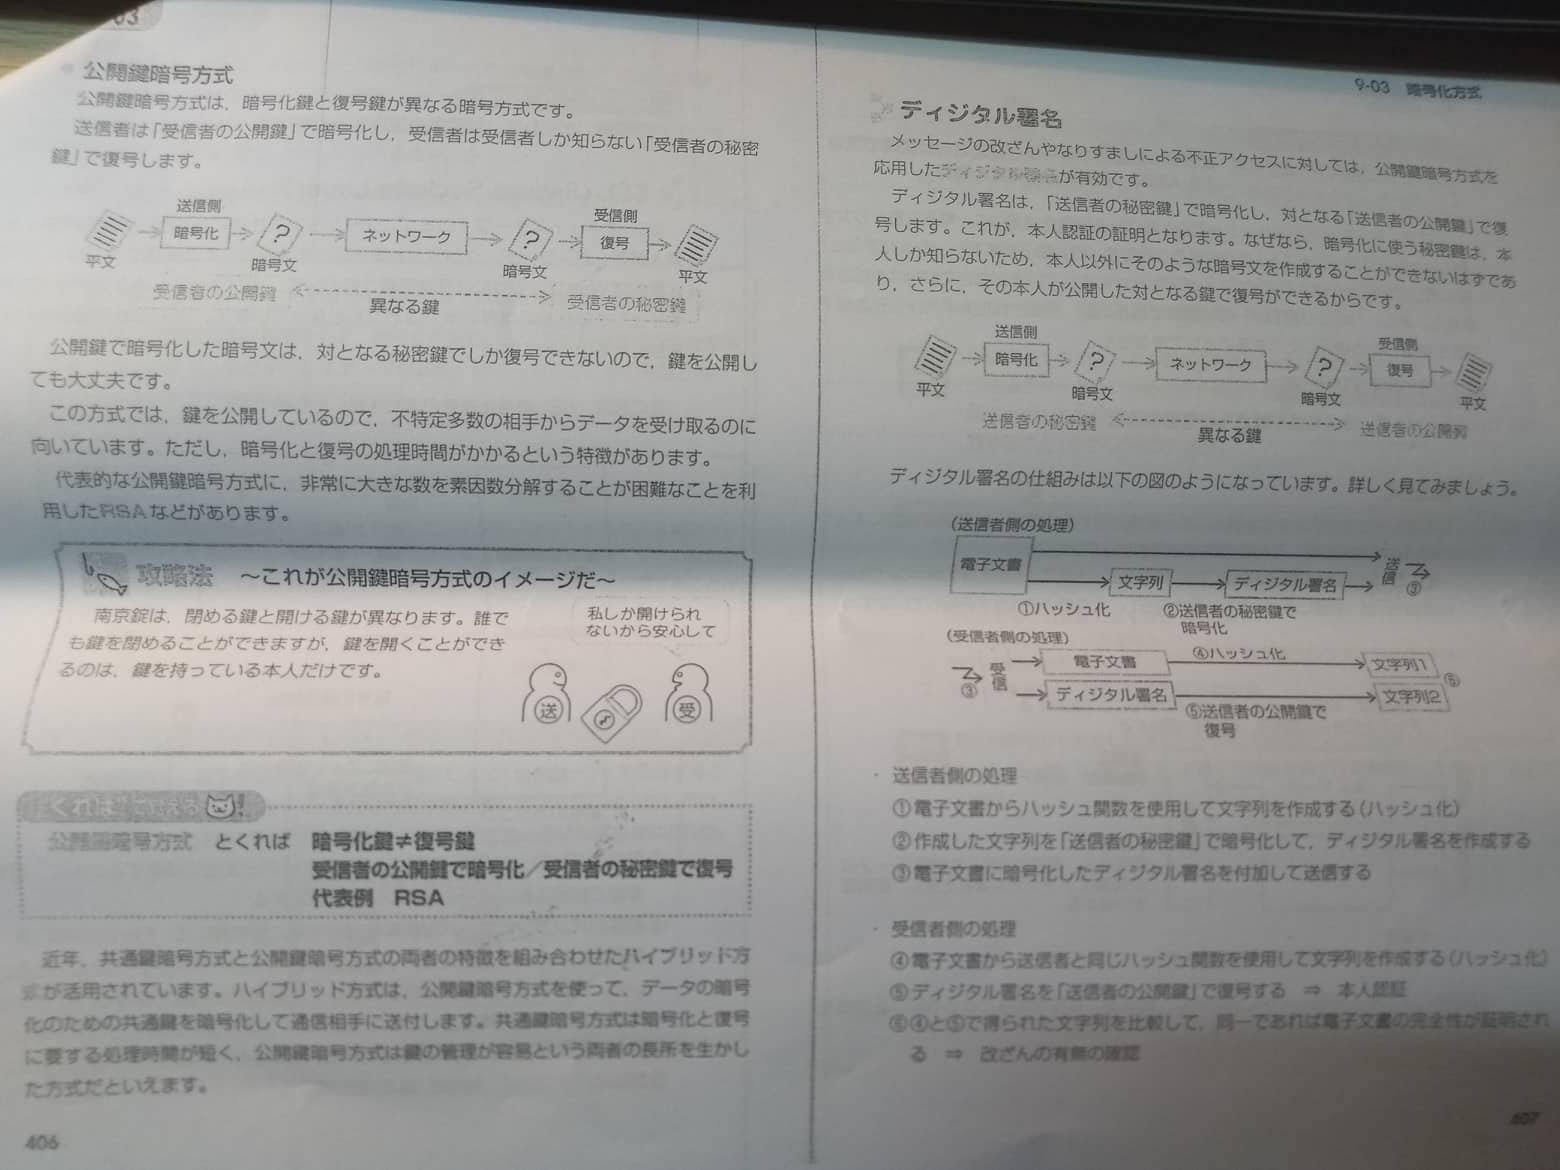 03
公開鍵暗号方式
公開鍵暗号方式は、暗号化鍵と復号鍵が異なる暗号方式です。
送信者は「受信者の公開鍵」で暗号化し，受信者は受信者しか知らない「受信者の秘密
鍵」で復号します。
送信側
受信側
暗号化
?
ネットワーク
?
復号
平文
暗号文
暗号文
平文
受信者の公開鍵
異なる鍵
受信者の秘密鍵
公開鍵で暗号化した暗号文は，対となる秘密鍵でしか復号できないので，鍵を公開し
ても大丈夫です。
この方式では，鍵を公開しているので，不特定多数の相手からデータを受け取るのに
向いています。ただし，暗号化と復号の処理時間がかかるという特徴があります。
代表的な公開鍵暗号方式に，非常に大きな数を素因数分解することが困難なことを利
用したRSAなどがあります。
攻略法 〜これが公開鍵暗号方式のイメージだ〜
南京錠は，閉める鍵と開ける鍵が異なります。誰で
も鍵を閉めることができますが，鍵を開くことができ
るのは，鍵を持っている本人だけです。
私しか開けられ
ないから安心して
送
受
とくればコレ
公開鍵暗号方式 とくれば 暗号化鍵≠復号鍵
受信者の公開鍵で暗号化／受信者の秘密鍵で復号
代表例 RSA
近年，共通鍵暗号方式と公開鍵暗号方式の両者の特徴を組み合わせたハイブリッド方
式が活用されています。ハイブリッド方式は，公開鍵暗号方式を使って，データの暗号
化のための共通鍵を暗号化して通信相手に送付します。共通鍵暗号方式は暗号化と復号
に要する処理時間が短く，公開鍵暗号方式は鍵の管理が容易という両者の長所を生かし
た方式だといえます。
406
9-03 暗号化方式
ディジタル署名
メッセージの改ざんやなりすましによる不正アクセスに対しては，公開鍵暗号方式を
応用したディジタル署名が有効です。
ディジタル署名は，「送信者の秘密鍵」で暗号化し，対となる「送信者の公開鍵」で復
号します。これが，本人認証の証明となります。なぜなら，暗号化に使う秘密鍵は，本
人しか知らないため，本人以外にそのような暗号文を作成することができないはずであ
り，さらに，その本人が公開した対となる鍵で復号ができるからです。
送信側
受信側
暗号化
?
ネットワーク
?
復号
平文
暗号文
暗号文
平文
送信者の秘密鍵
異なる鍵
送信者の公開鍵
ディジタル署名の仕組みは以下の図のようになっています。詳しく見てみましょう。
（送信者側の処理）
電子文書
文字列
ディジタル署名
送信
③
①ハッシュ化
②送信者の秘密鍵で
暗号化
（受信者側の処理）
③
受信
電子文書
④ハッシュ化
文字列1
⑥
ディジタル署名
文字列2
⑤送信者の公開鍵で
復号
・ 送信者側の処理
①電子文書からハッシュ関数を使用して文字列を作成する（ハッシュ化）
②作成した文字列を「送信者の秘密鍵」で暗号化して，ディジタル署名を作成する
③電子文書に暗号化したディジタル署名を付加して送信する
・ 受信者側の処理
④電子文書から送信者と同じハッシュ関数を使用して文字列を作成する（ハッシュ化）
⑤ディジタル署名を「送信者の公開鍵」で復号する ⇒ 本人認証
⑥④と⑤で得られた文字列を比較して，同一であれば電子文書の完全性が証明され
る ⇒ 改ざんの有無の確認
407